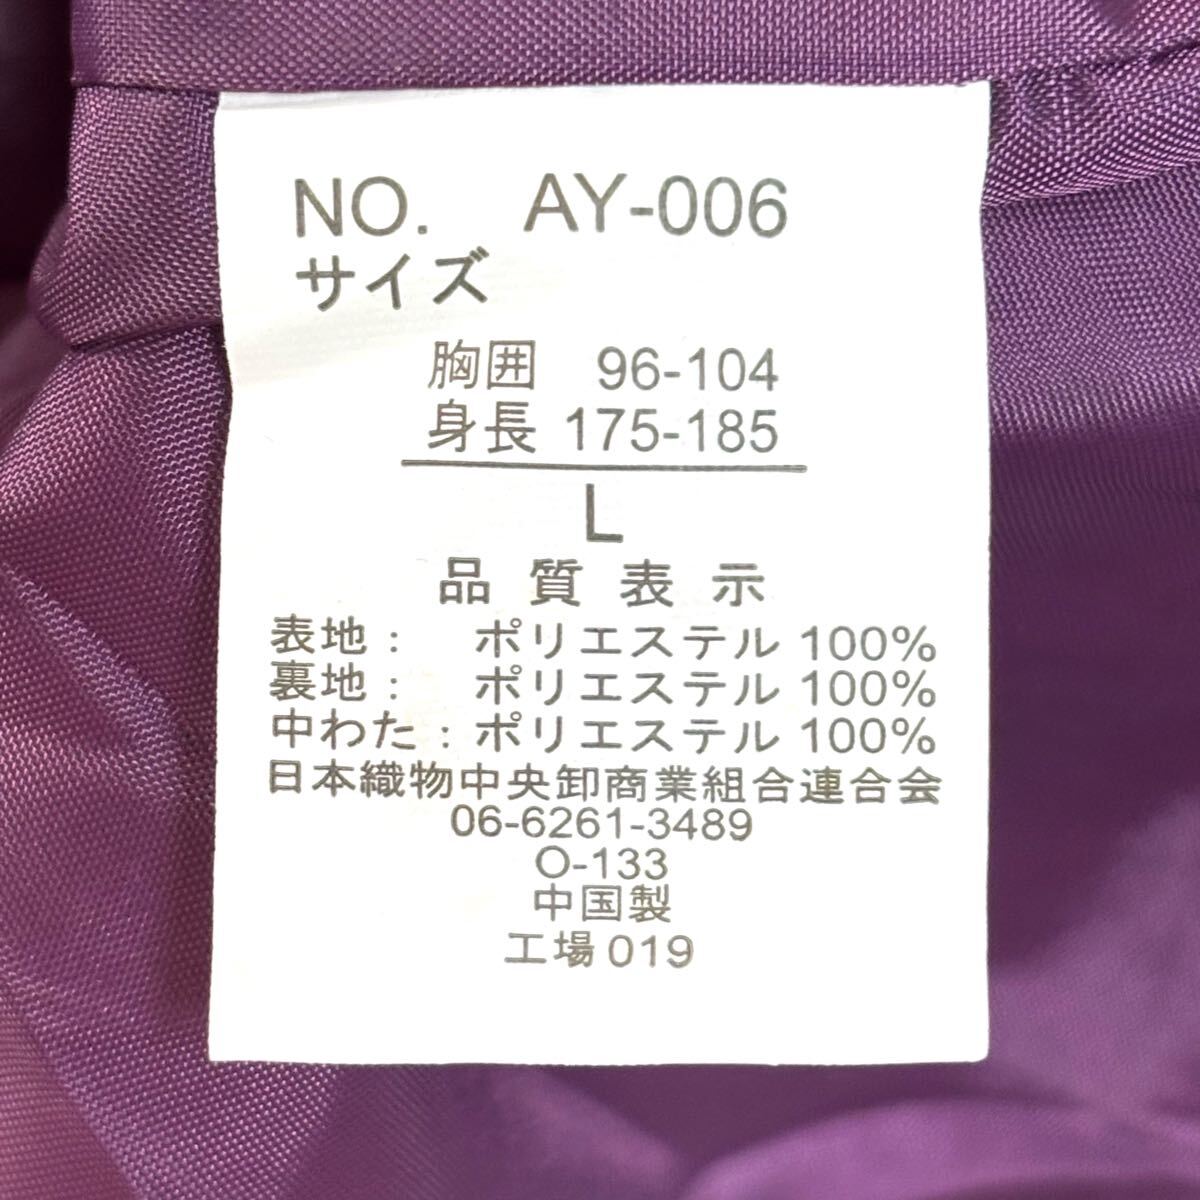 NO. AY-006
サイズ
胸囲 96-104
身長 175-185
L
品質表示
表地： ポリエステル 100%
裏地： ポリエステル 100%
中わた：ポリエステル 100%
日本織物中央卸商業組合連合会
06-6261-3489
O-133
中国製
工場 019